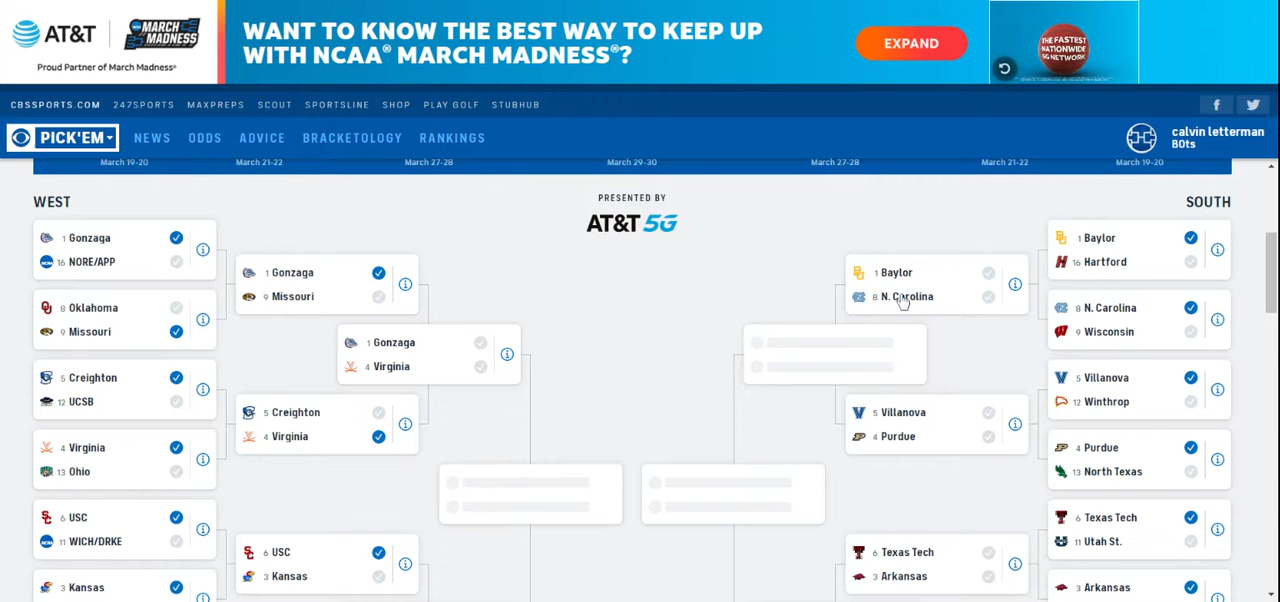 AT&T
MARCH MADNESS
Proud Partner of March Madness®
WANT TO KNOW THE BEST WAY TO KEEP UP
WITH NCAA® MARCH MADNESS®?
EXPAND
THE FASTEST
NATIONWIDE
5G NETWORK
CBSSPORTS.COM 247SPORTS MAXPREPS SCOUT SPORTSLINE SHOP PLAY GOLF STUBHUB
PICK'EM NEWS ODDS ADVICE BRACKETOLOGY RANKINGS
calvin letterman
BOts
March 19-20 March 21-22 March 27-28 March 29-30 March 27-28 March 21-22 March 19-20
PRESENTED BY
AT&T 5G
WEST
1 Gonzaga
16 NORE/APP
8 Oklahoma
9 Missouri
5 Creighton
12 UCSB
4 Virginia
13 Ohio
6 USC
11 WICH/DRKE
3 Kansas
1 Gonzaga
9 Missouri
5 Creighton
4 Virginia
6 USC
3 Kansas
1 Gonzaga
4 Virginia
SOUTH
1 Baylor
8 N. Carolina
5 Villanova
4 Purdue
6 Texas Tech
3 Arkansas
1 Baylor
16 Hartford
8 N. Carolina
9 Wisconsin
5 Villanova
12 Winthrop
4 Purdue
13 North Texas
6 Texas Tech
11 Utah St.
3 Arkansas